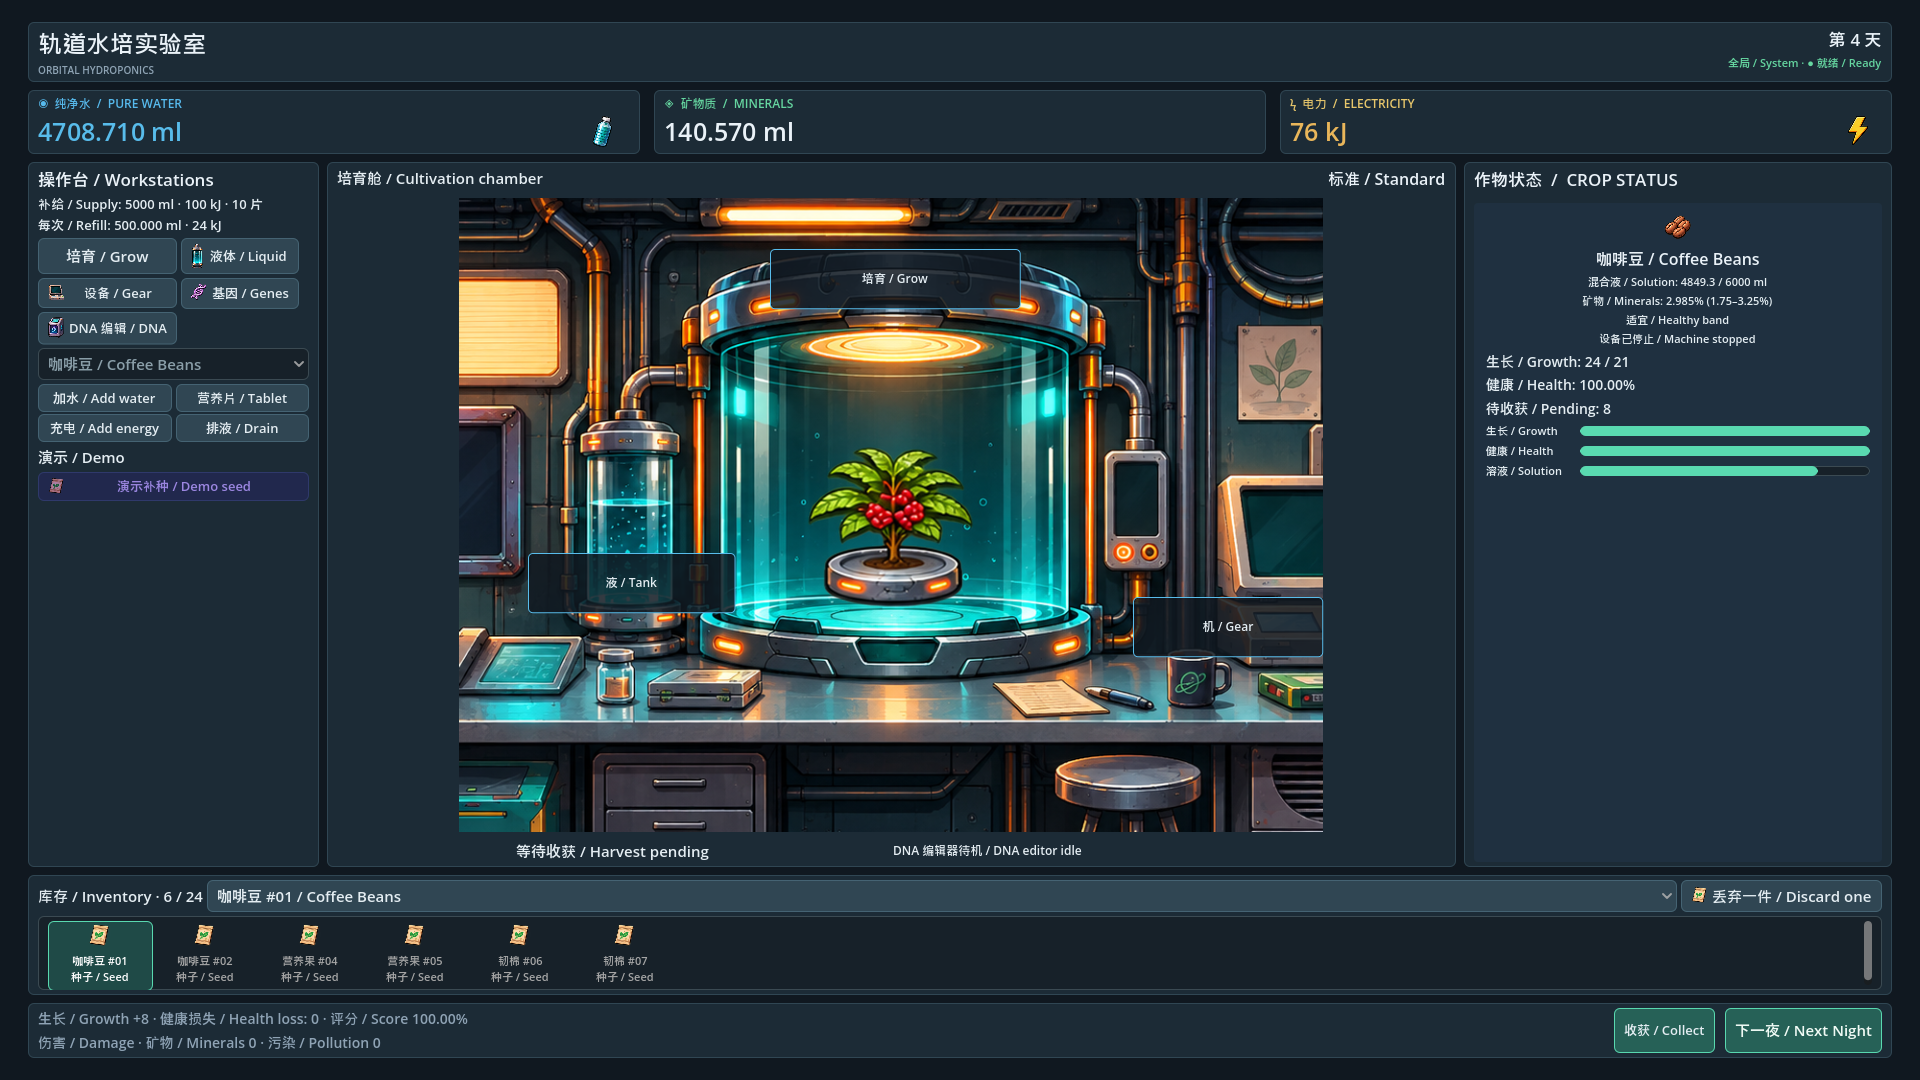 轨道水培实验室
ORBITAL HYDROPONICS
第 4 天
全局 / System · ● 就绪 / Ready
◉ 纯净水 / PURE WATER
4708.710 ml
◈ 矿物质 / MINERALS
140.570 ml
ϟ 电力 / ELECTRICITY
76 kJ
操作台 / Workstations
补给 / Supply: 5000 ml · 100 kJ · 10 片
每次 / Refill: 500.000 ml · 24 kJ
培育 / Grow
液体 / Liquid
设备 / Gear
基因 / Genes
DNA 编辑 / DNA
咖啡豆 / Coffee Beans
加水 / Add water
营养片 / Tablet
充电 / Add energy
排液 / Drain
演示 / Demo
演示补种 / Demo seed
培育舱 / Cultivation chamber
标准 / Standard
培育 / Grow
液 / Tank
机 / Gear
等待收获 / Harvest pending
DNA 编辑器待机 / DNA editor idle
作物状态 / CROP STATUS
咖啡豆 / Coffee Beans
混合液 / Solution: 4849.3 / 6000 ml
矿物 / Minerals: 2.985% (1.75–3.25%)
适宜 / Healthy band
设备已停止 / Machine stopped
生长 / Growth: 24 / 21
健康 / Health: 100.00%
待收获 / Pending: 8
生长 / Growth
健康 / Health
溶液 / Solution
库存 / Inventory · 6 / 24
咖啡豆 #01 / Coffee Beans
丢弃一件 / Discard one
咖啡豆 #01
种子 / Seed
咖啡豆 #02
种子 / Seed
营养果 #04
种子 / Seed
营养果 #05
种子 / Seed
韧棉 #06
种子 / Seed
韧棉 #07
种子 / Seed
生长 / Growth +8 · 健康损失 / Health loss: 0 · 评分 / Score 100.00%
伤害 / Damage · 矿物 / Minerals 0 · 污染 / Pollution 0
收获 / Collect
下一夜 / Next Night